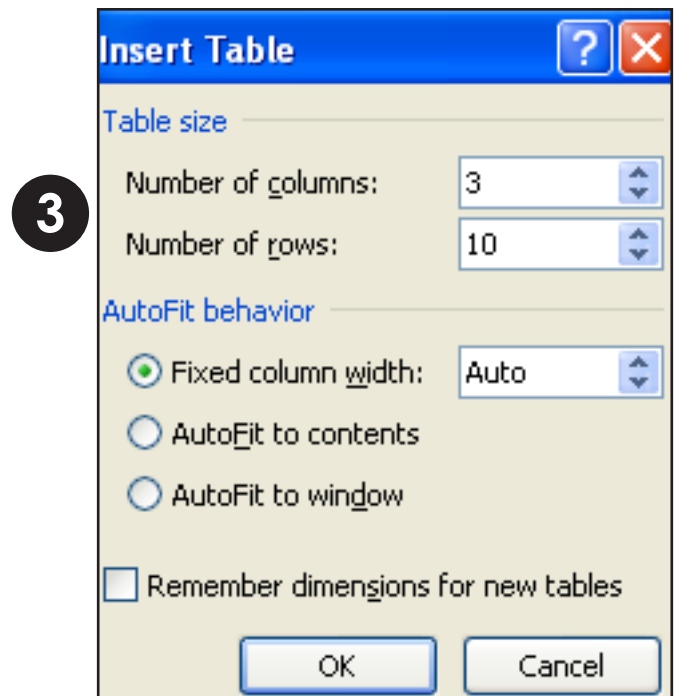 Insert Table ?
Table size
3
Number of columns: 3
Number of rows: 10
AutoFit behavior
Fixed column width: Auto
AutoFit to contents
AutoFit to window
Remember dimensions for new tables
OK Cancel